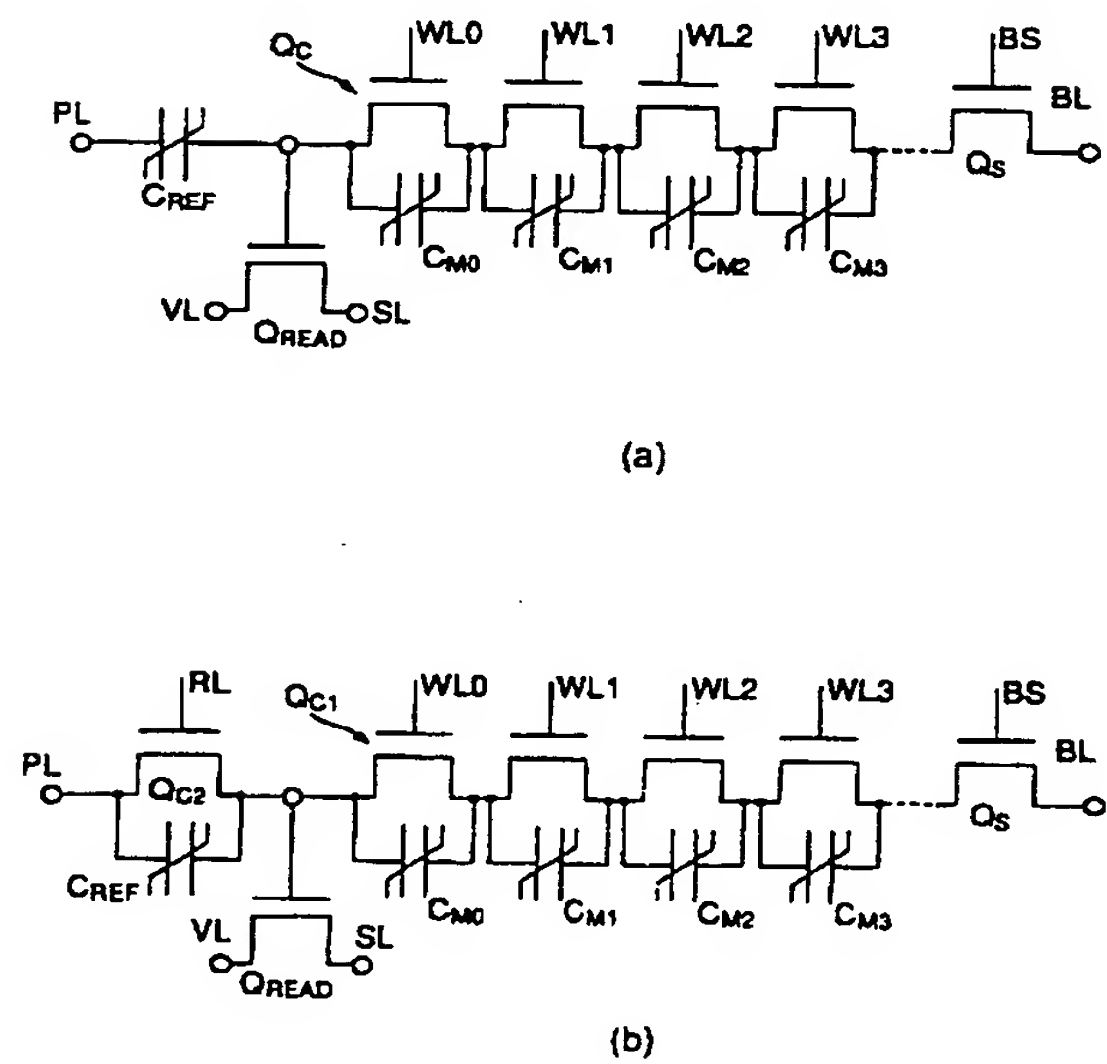 WL0 WL1 WL2 WL3 BS
QC
PL BL
CREF QS
CM0 CM1 CM2 CM3
VL SL
QREAD
(a)
RL WL0 WL1 WL2 WL3 BS
QC1
PL BL
QC2 QS
CREF
CM0 CM1 CM2 CM3
VL SL
QREAD
(b)